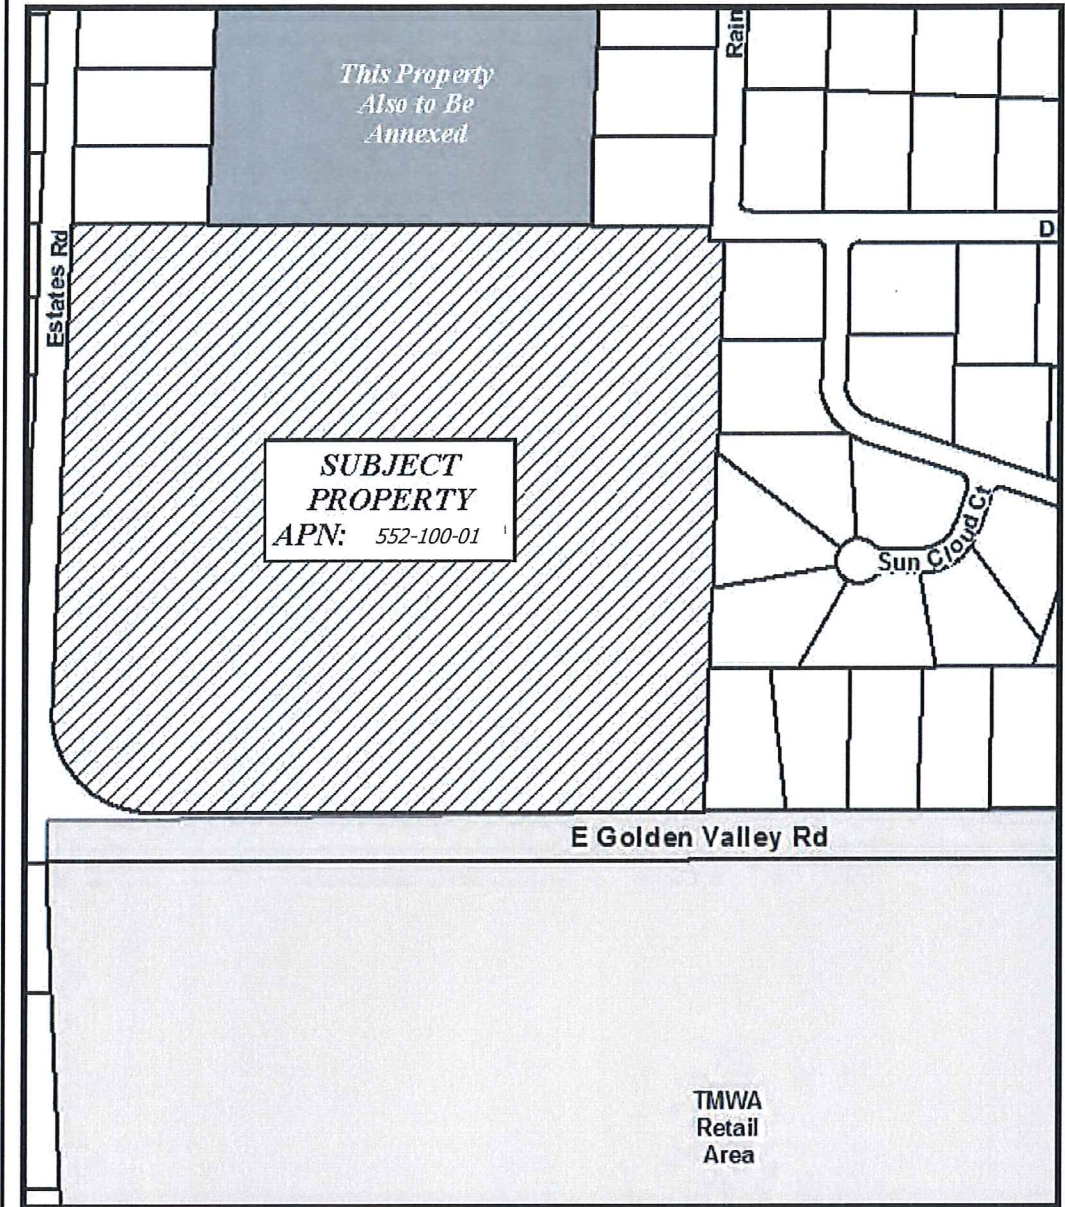 Rain
This Property
Also to Be
Annexed
D
Estates Rd
SUBJECT
PROPERTY
APN: 552-100-01
Sun Cloud Ct
E Golden Valley Rd
TMWA
Retail
Area